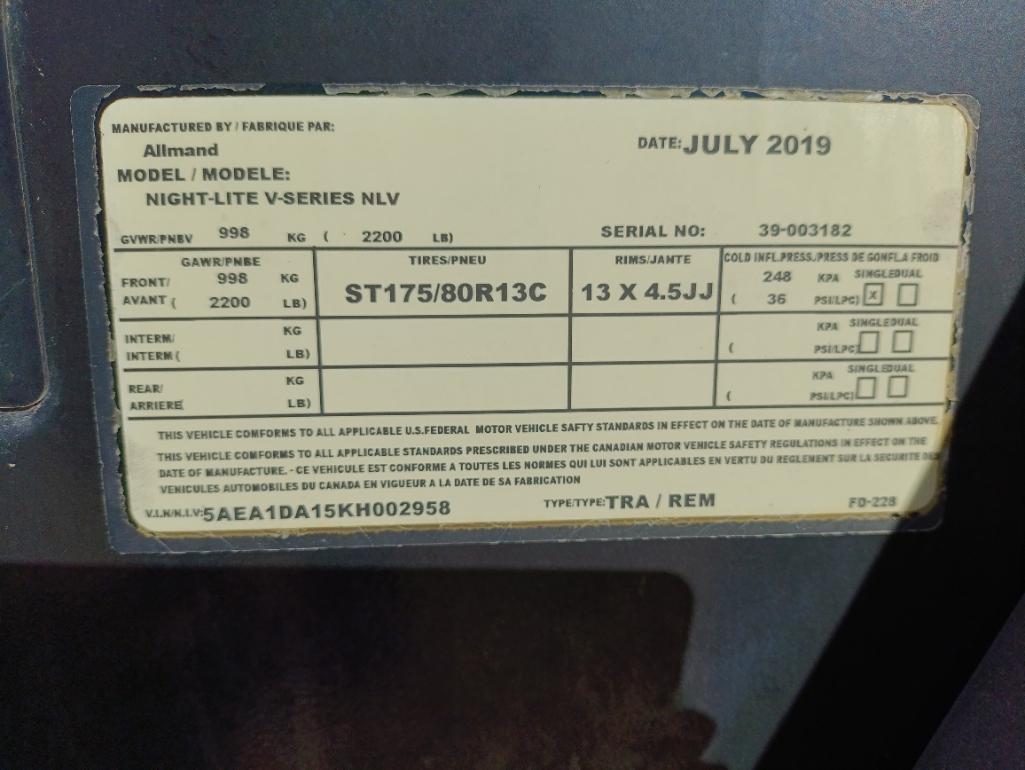 MANUFACTURED BY / FABRIQUE PAR:
Allmand
DATE: JULY 2019
MODEL / MODELE:
NIGHT-LITE V-SERIES NLV
GVWR/PNBV 998 KG ( 2200 LB) SERIAL NO: 39-003182
GAWR/PNBE TIRES/PNEU RIMS/JANTE COLD INFL.PRESS./PRESS DE GONFLA FROID
FRONT/ 998 KG 248 KPA SINGLE DUAL
AVANT ( 2200 LB) ST175/80R13C 13 X 4.5JJ ( 36 PSI/LPC) X
INTERM/ KG KPA SINGLE DUAL
INTERM ( LB) ( PSI/LPC)
REAR/ KG KPA SINGLE DUAL
ARRIERE LB) ( PSI/LPC)
THIS VEHICLE COMFORMS TO ALL APPLICABLE U.S.FEDERAL MOTOR VEHICLE SAFTY STANDARDS IN EFFECT ON THE DATE OF MANUFACTURE SHOWN ABOVE.
THIS VEHICLE COMFORMS TO ALL APPLICABLE STANDARDS PRESCRIBED UNDER THE CANADIAN MOTOR VEHICLE SAFETY REGULATIONS IN EFFECT ON THE
DATE OF MANUFACTURE. - CE VEHICULE EST CONFORME A TOUTES LES NORMES QUI LUI SONT APPLICABLES EN VERTU DU REGLEMENT SUR LA SECURITE DES
VENICULES AUTOMOBILES DU CANADA EN VIGUEUR A LA DATE DE SA FABRICATION
V.I.N/N.I.V: 5AEA1DA15KH002958 TYPE/TYPE: TRA / REM FD-228